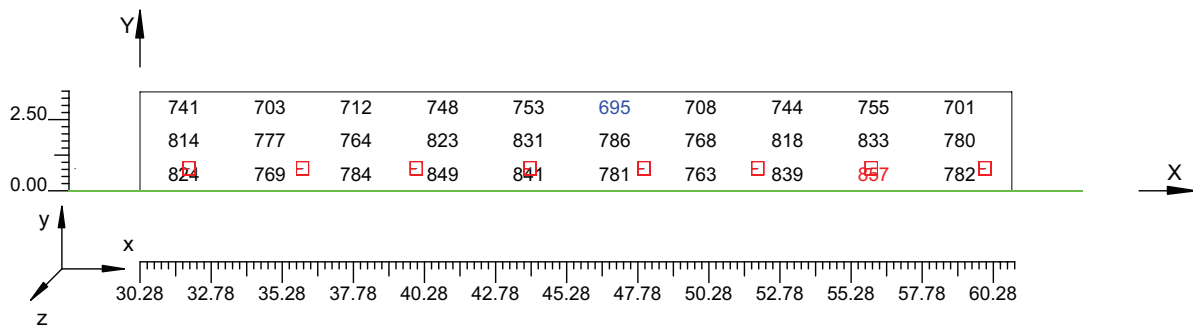 Y
741 703 712 748 753 695 708 744 755 701
2.50
814 777 764 823 831 786 768 818 833 780
824 769 784 849 841 781 763 839 857 782
0.00
X
y
x
30.28 32.78 35.28 37.78 40.28 42.78 45.28 47.78 50.28 52.78 55.28 57.78 60.28
z